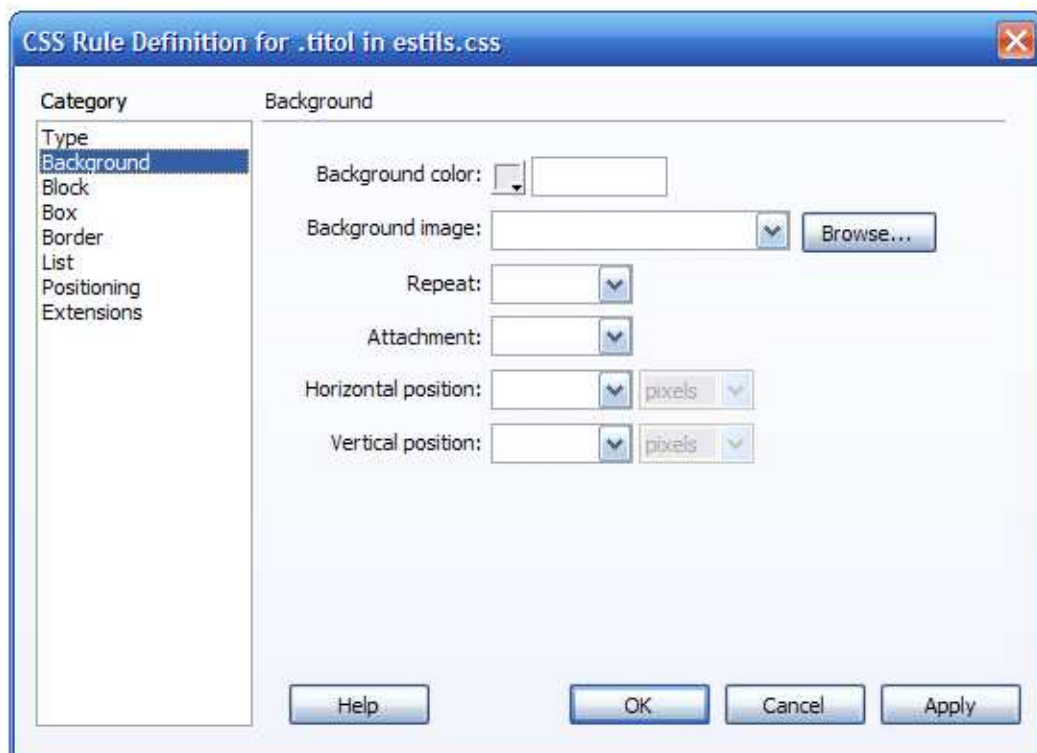 CSS Rule Definition for .titol in estils.css
Category
Background
Type
Background
Block
Box
Border
List
Positioning
Extensions
Background color:
Background image:
Browse...
Repeat:
Attachment:
Horizontal position:
pixels
Vertical position:
pixels
Help
OK
Cancel
Apply